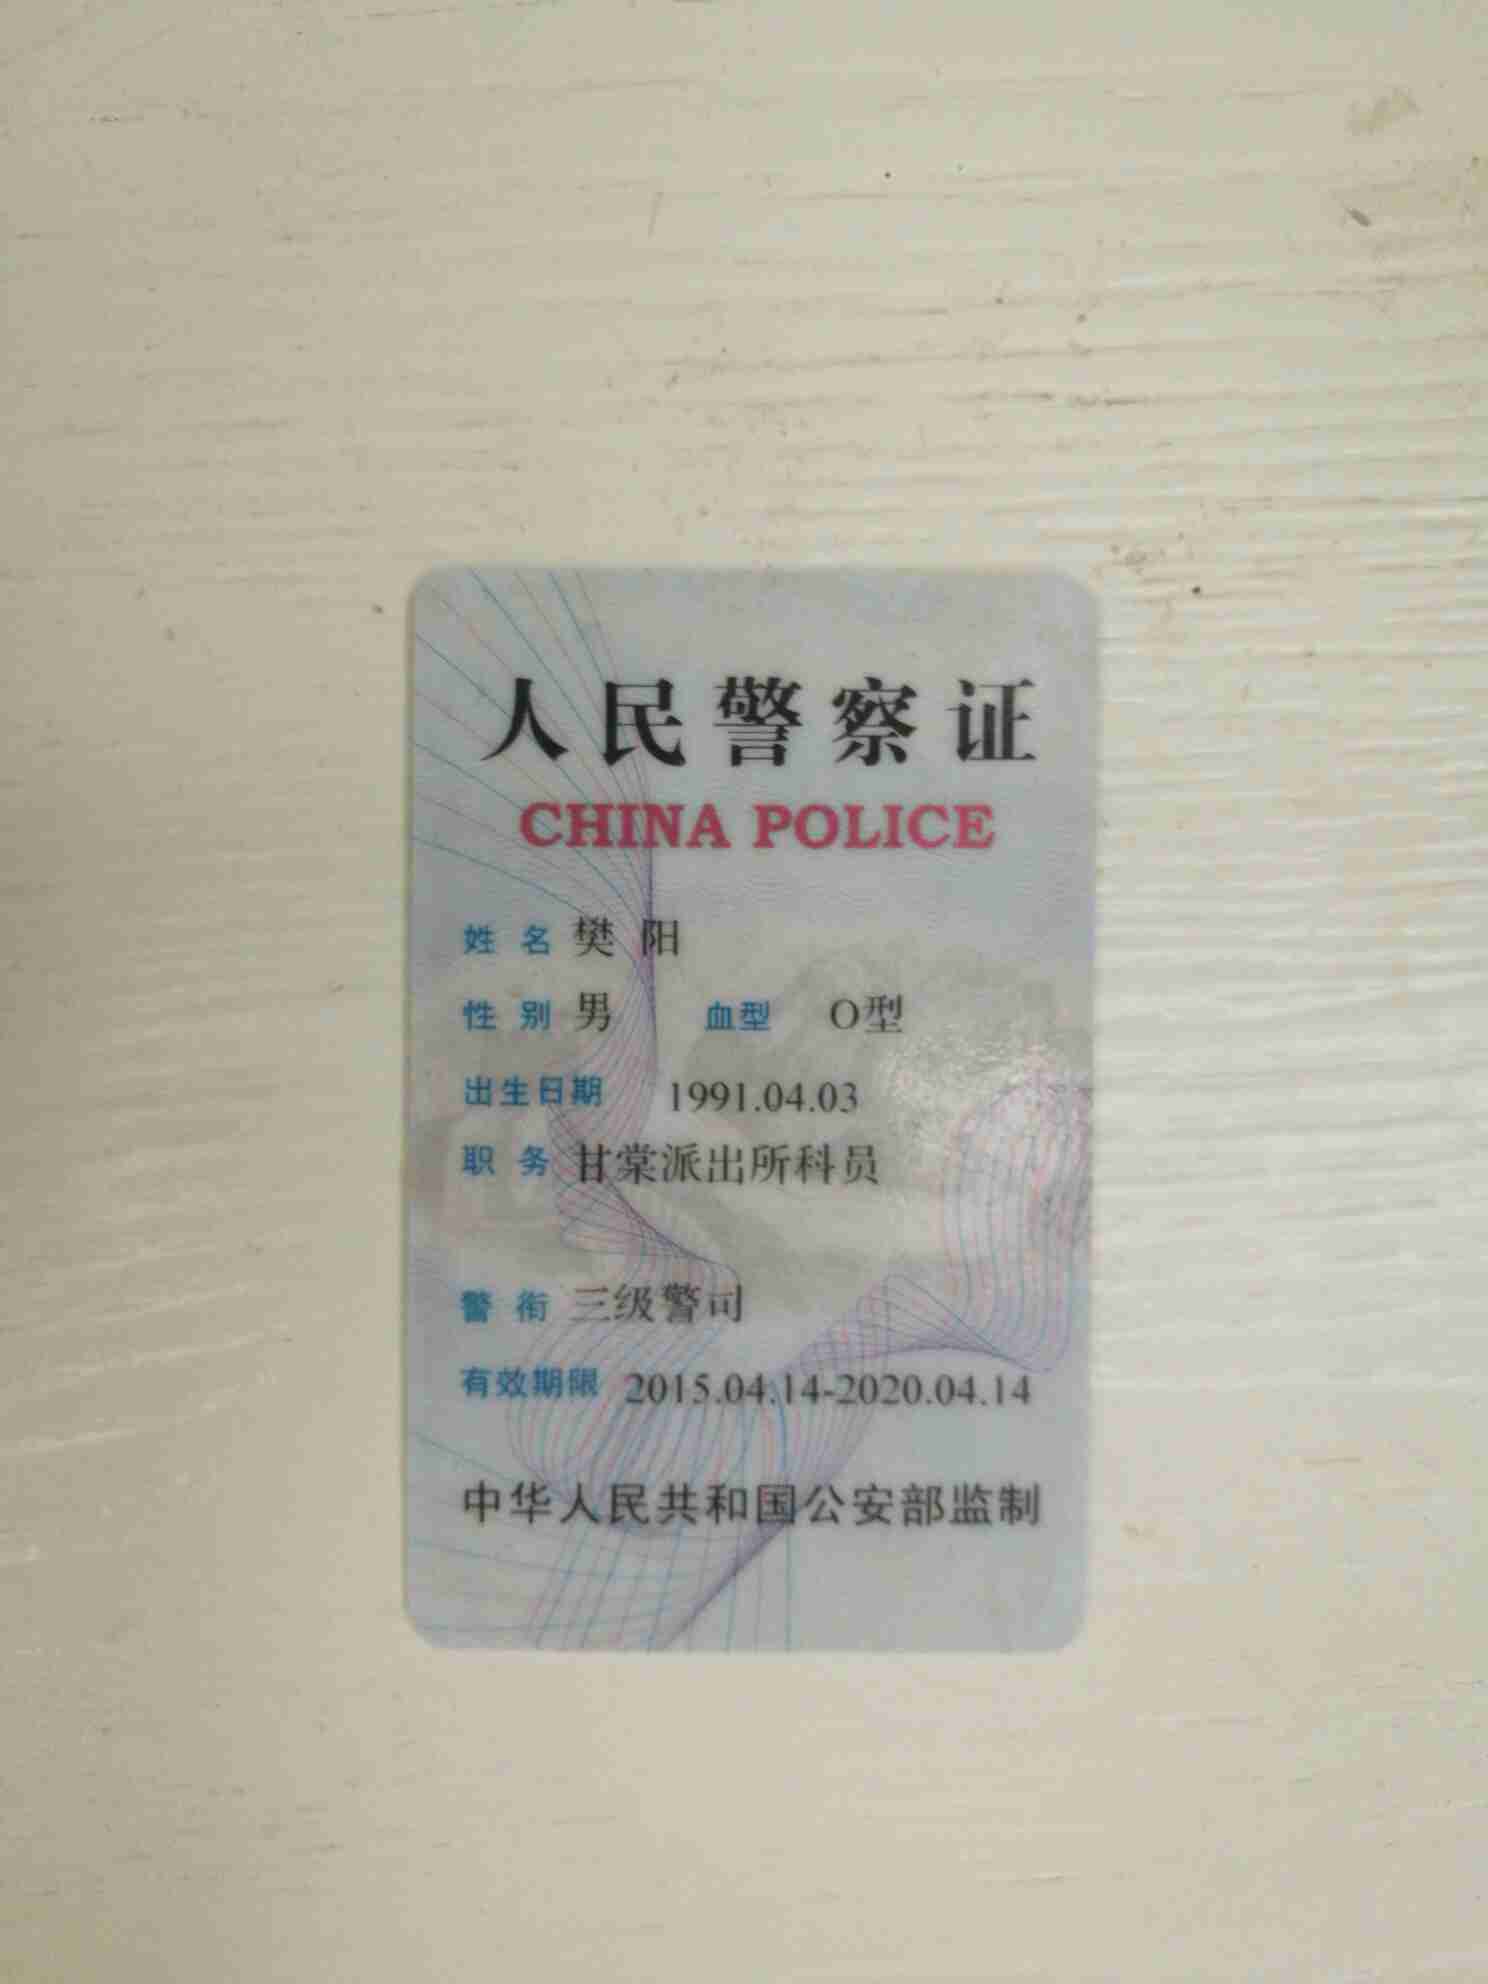 人民警察证
CHINA POLICE
姓名 樊阳
性别 男 血型 O型
出生日期 1991.04.03
职务 甘棠派出所科员
警衔 三级警司
有效期限 2015.04.14-2020.04.14
中华人民共和国公安部监制